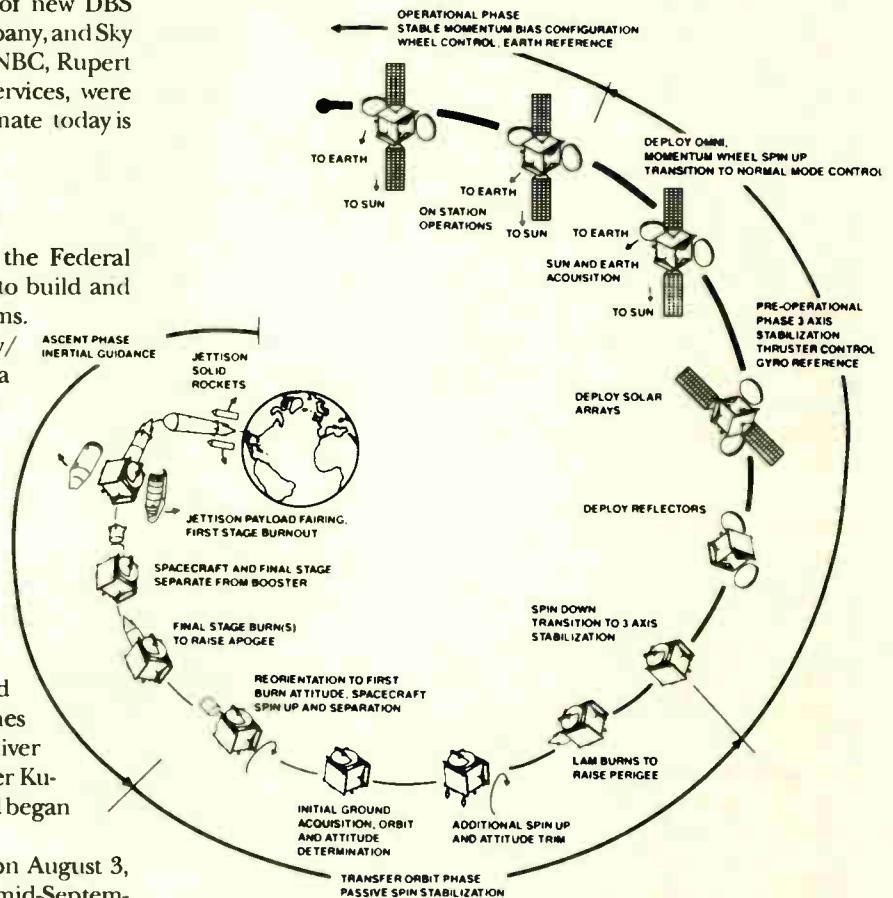 of new DBS
pany, and Sky
NBC, Rupert
ervices, were
mate today is
the Federal
to build and
ms.
y/
a
d
nes
iver
er Ku-
d began
on August 3,
mid-Septem-
OPERATIONAL PHASE
STABLE MOMENTUM BIAS CONFIGURATION
WHEEL CONTROL, EARTH REFERENCE
TO EARTH
TO SUN
TO EARTH
ON STATION
OPERATIONS
TO SUN
DEPLOY OMNI,
MOMENTUM WHEEL SPIN UP
TRANSITION TO NORMAL MODE CONTROL
TO EARTH
SUN AND EARTH
ACQUISITION
TO SUN
PRE-OPERATIONAL
PHASE 3 AXIS
STABILIZATION
THRUSTER CONTROL
GYRO REFERENCE
DEPLOY SOLAR
ARRAYS
DEPLOY REFLECTORS
SPIN DOWN
TRANSITION TO 3 AXIS
STABILIZATION
LAM BURNS TO
RAISE PERIGEE
ADDITIONAL SPIN UP
AND ATTITUDE TRIM
TRANSFER ORBIT PHASE
PASSIVE SPIN STABILIZATION
INITIAL GROUND
ACQUISITION, ORBIT
AND ATTITUDE
DETERMINATION
REORIENTATION TO FIRST
BURN ATTITUDE, SPACECRAFT
SPIN UP AND SEPARATION
FINAL STAGE BURN(S)
TO RAISE APOGEE
SPACECRAFT AND FINAL STAGE
SEPARATE FROM BOOSTER
JETTISON PAYLOAD FAIRING,
FIRST STAGE BURNOUT
JETTISON
SOLID
ROCKETS
ASCENT PHASE
INERTIAL GUIDANCE